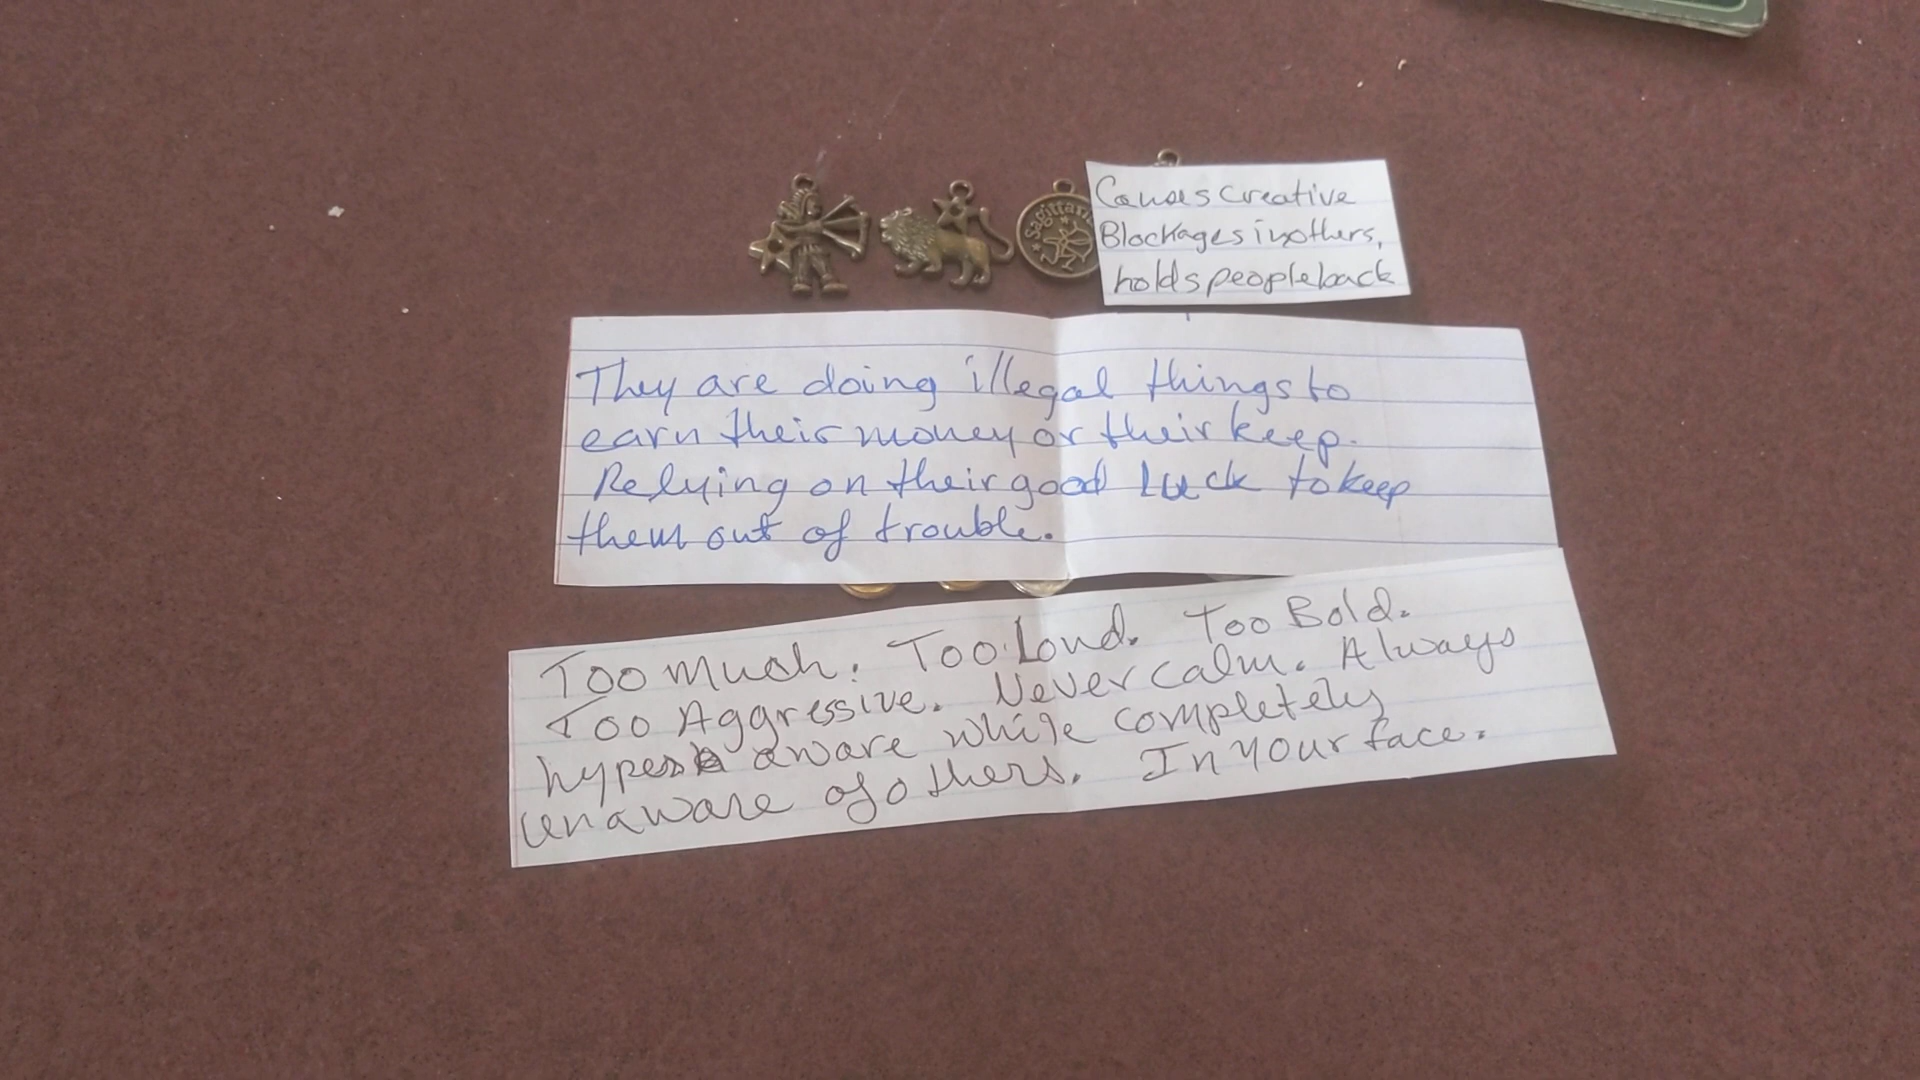 Sagittari
Causes creative
Blockages in others,
holds people back
They are doing illegal things to
earn their money or their keep.
Relying on their good luck to keep
them out of trouble.
Too much. Too Loud. Too Bold.
Too Aggressive. Never calm. Always
hyper aware while completely
unaware of others. In your face.